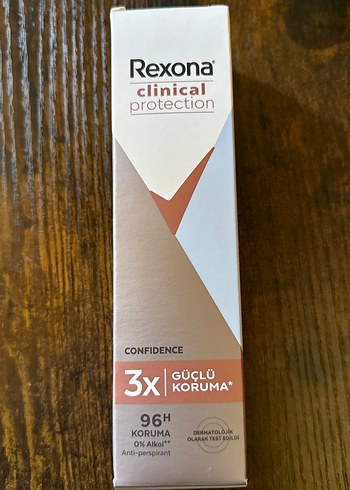 Rexona®
clinical
protection
CONFIDENCE
3x GÜÇLÜ
KORUMA*
96H
KORUMA
0% Alkol**
Anti-perspirant
DERMATOLOJİK
OLARAK TEST EDİLDİ